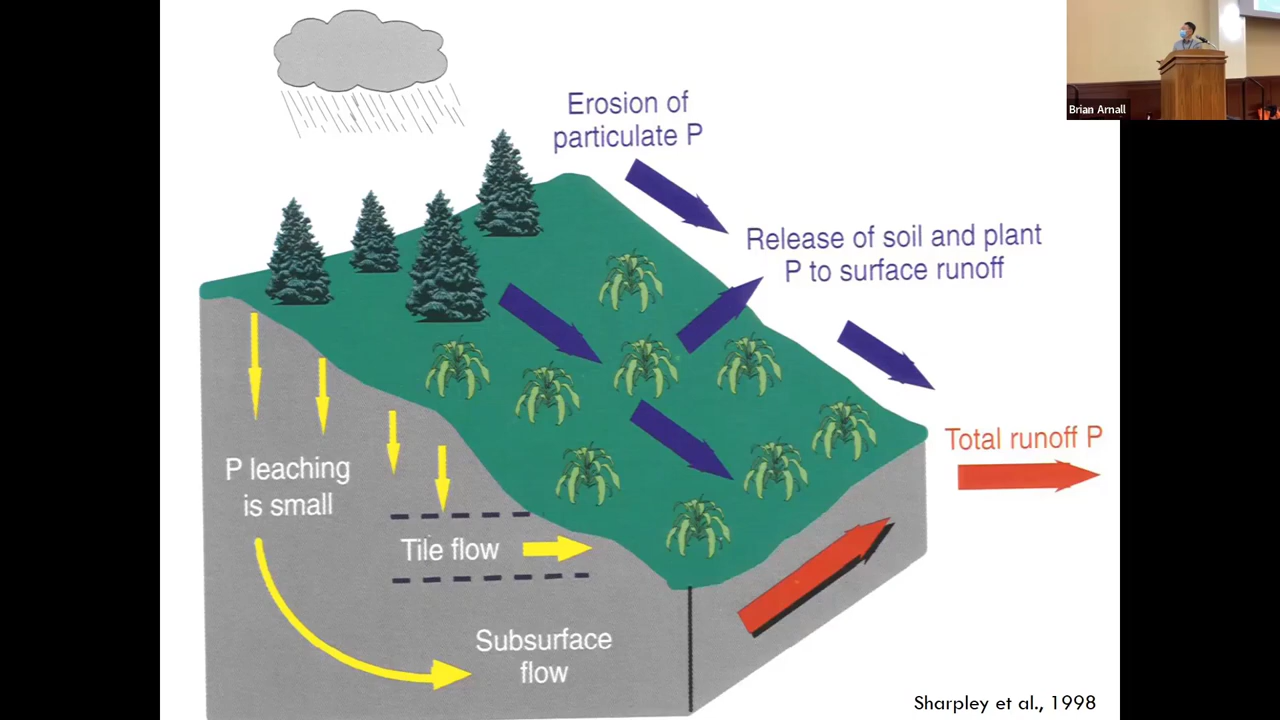 Brian Arnall
Erosion of
particulate P
Release of soil and plant
P to surface runoff
Total runoff P
P leaching
is small
Tile flow
Subsurface
flow
Sharpley et al., 1998